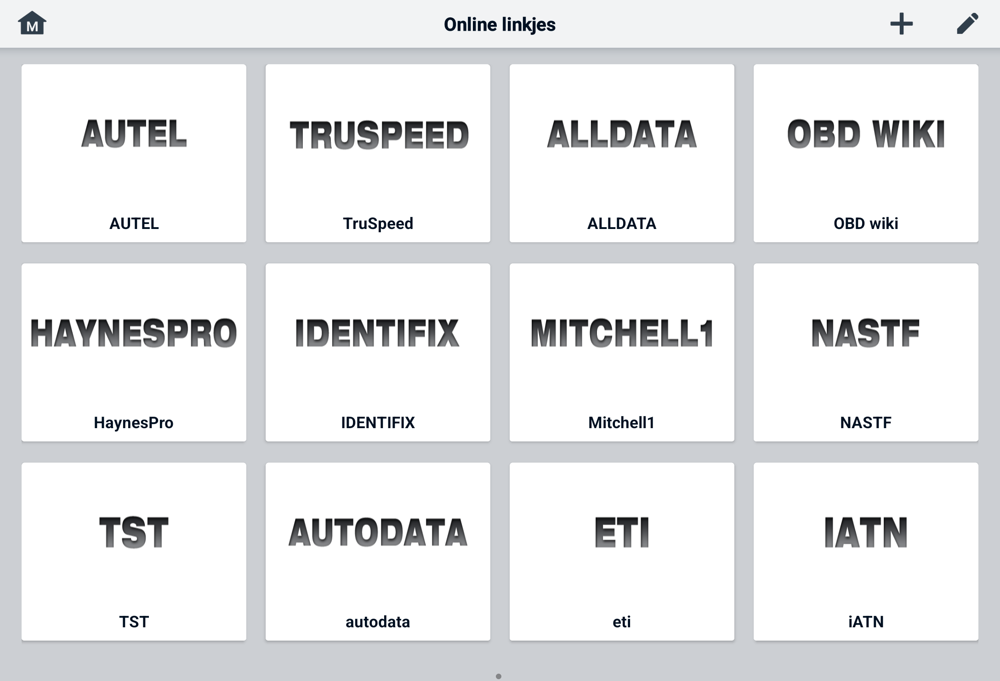 M
Online linkjes
AUTEL
TRUSPEED
ALLDATA
OBD WIKI
AUTEL
TruSpeed
ALLDATA
OBD wiki
HAYNESPRO
IDENTIFIX
MITCHELL1
NASTF
HaynesPro
IDENTIFIX
Mitchell1
NASTF
TST
AUTODATA
ETI
IATN
TST
autodata
eti
iATN